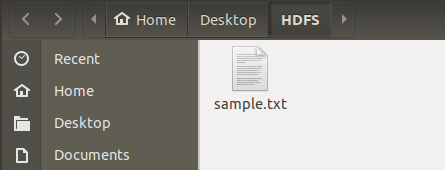 Home Desktop HDFS
Recent
Home
Desktop
Documents
sample.txt